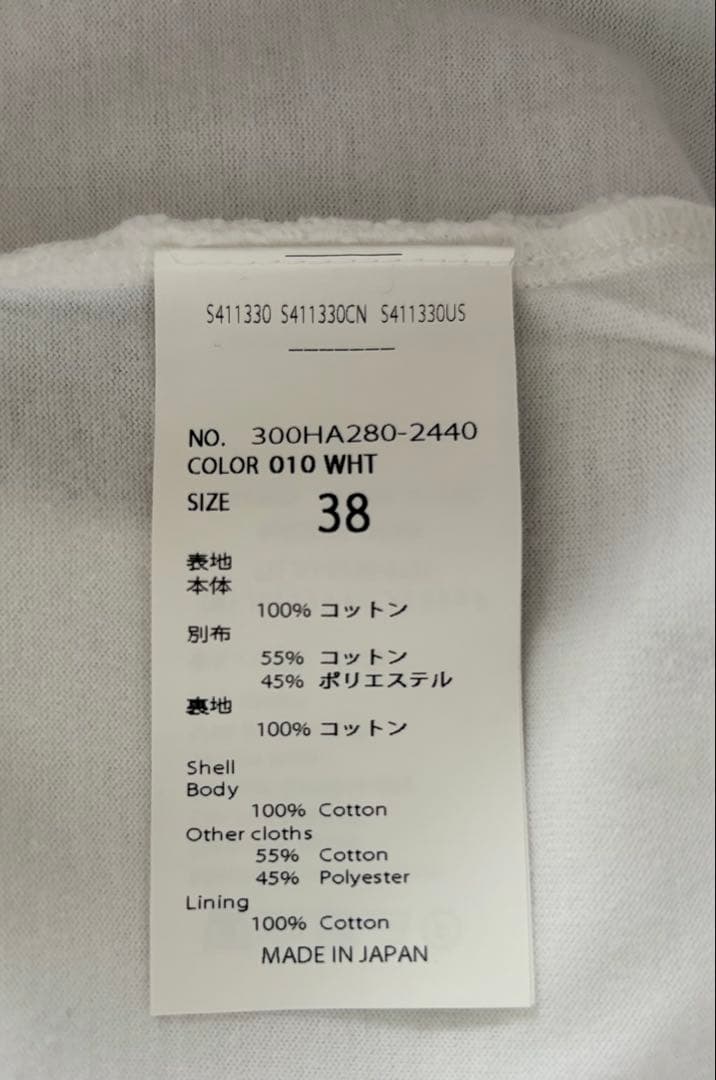 S411330 S411330CN S411330US
NO. 300HA280-2440
COLOR 010 WHT
SIZE 38
表地
本体
100% コットン
別布
55% コットン
45% ポリエステル
裏地
100% コットン
Shell
Body
100% Cotton
Other cloths
55% Cotton
45% Polyester
Lining
100% Cotton
MADE IN JAPAN